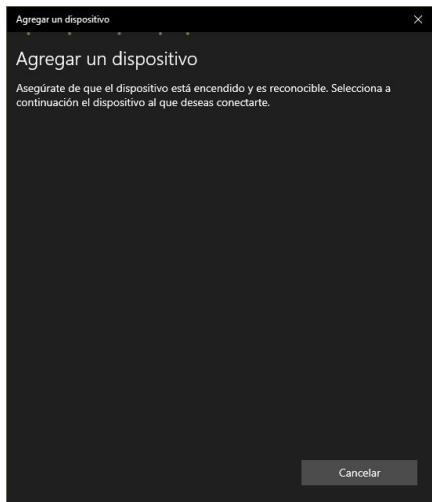 Agregar un dispositivo
Agregar un dispositivo
Asegúrate de que el dispositivo está encendido y es reconocible. Selecciona a
continuación el dispositivo al que deseas conectarte.
Cancelar